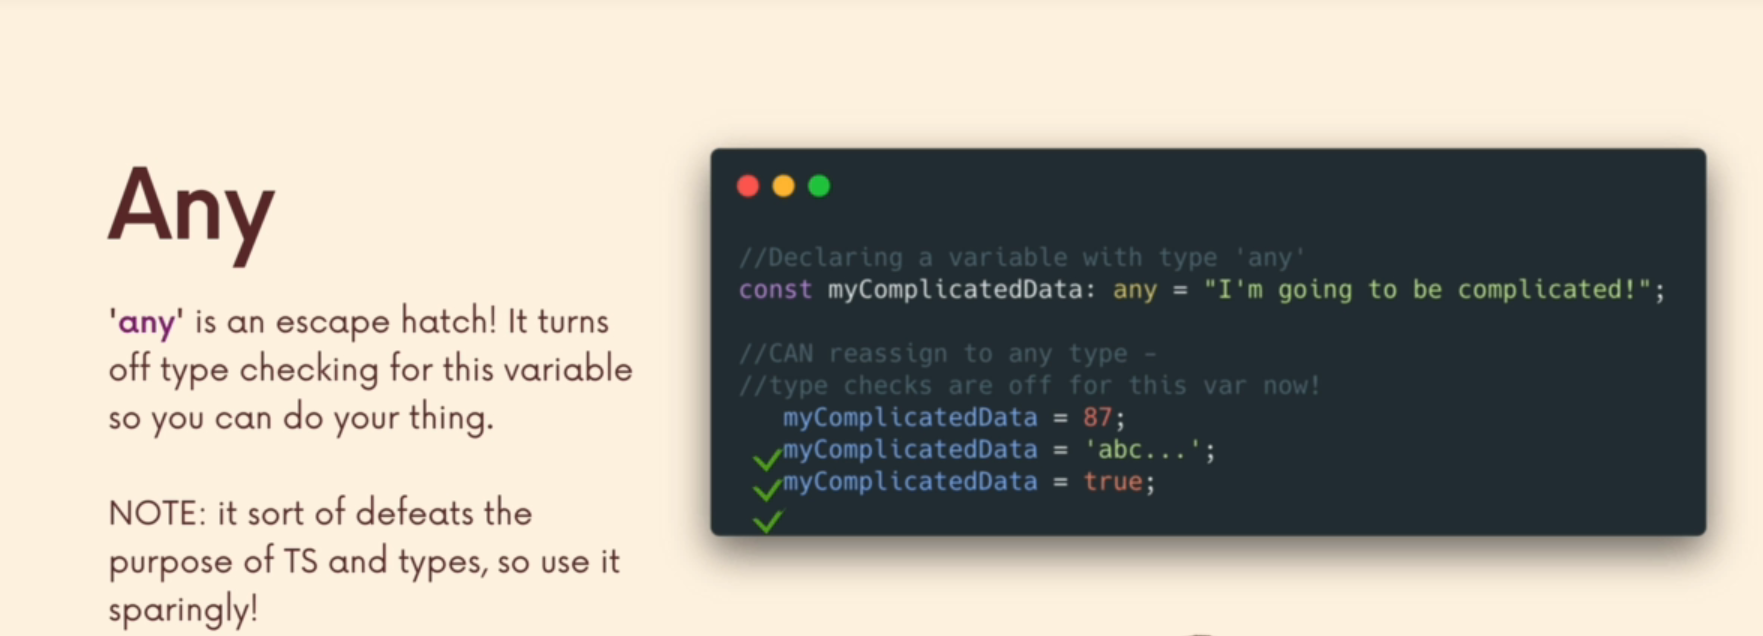 Any
'any' is an escape hatch! It turns
off type checking for this variable
so you can do your thing.
NOTE: it sort of defeats the
purpose of TS and types, so use it
sparingly!
//Declaring a variable with type 'any'
const myComplicatedData: any = "I'm going to be complicated!";
//CAN reassign to any type -
//type checks are off for this var now!
myComplicatedData = 87;
myComplicatedData = 'abc...';
myComplicatedData = true;